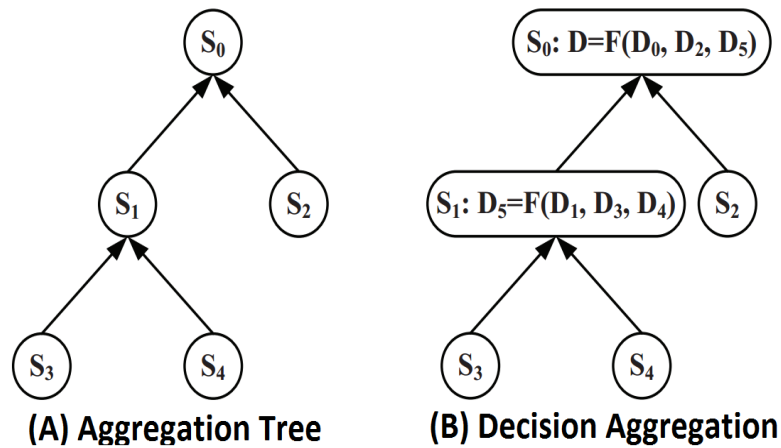 S₀
S₁
S₂
S₃
S₄
(A) Aggregation Tree
S₀: D=F(D₀, D₂, D₅)
S₁: D₅=F(D₁, D₃, D₄)
S₂
S₃
S₄
(B) Decision Aggregation